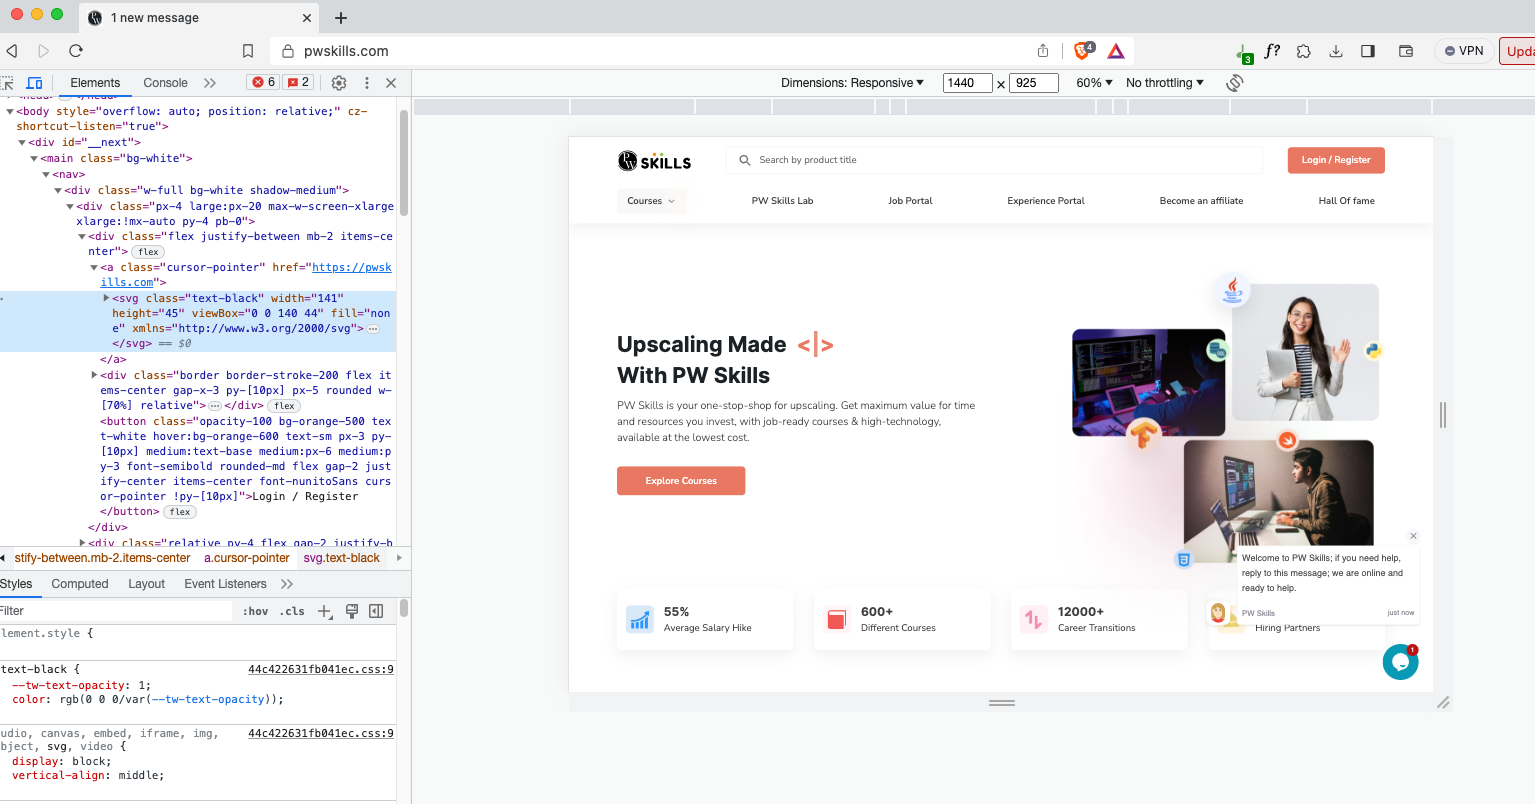 1 new message
pwskills.com
4
3
f?
VPN
Upda
Elements
Console
6
2
Dimensions: Responsive
1440
x
925
60%
No throttling
<body style="overflow: auto; position: relative;" cz-
shortcut-listen="true">
<div id="__next">
<main class="bg-white">
<nav>
<div class="w-full bg-white shadow-medium">
<div class="px-4 large:px-20 max-w-screen-xlarge
xlarge:!mx-auto py-4 pb-0">
<div class="flex justify-between mb-2 items-ce
nter"> flex
<a class="cursor-pointer" href="https://pwsk
ills.com">
<svg class="text-black" width="141"
height="45" viewBox="0 0 140 44" fill="non
e" xmlns="http://www.w3.org/2000/svg"> …
</svg> == $0
</a>
<div class="border border-stroke-200 flex it
ems-center gap-x-3 py-[10px] px-5 rounded w-
[70%] relative"> … </div> flex
<button class="opacity-100 bg-orange-500 tex
t-white hover:bg-orange-600 text-sm px-3 py-
[10px] medium:text-base medium:px-6 medium:p
y-3 font-semibold rounded-md flex gap-2 just
ify-center items-center font-nunitoSans curs
or-pointer !py-[10px]">Login / Register
</button> flex
</div>
<div class="relative py-4 flex gap-2 justify-b
stify-between.mb-2.items-center
a.cursor-pointer
svg.text-black
Styles
Computed
Layout
Event Listeners
Filter
:hov
.cls
element.style {
text-black {
44c422631fb041ec.css:9
--tw-text-opacity: 1;
color: rgb(0 0 0/var(--tw-text-opacity));
udio, canvas, embed, iframe, img,
44c422631fb041ec.css:9
bject, svg, video {
display: block;
vertical-align: middle;
PW SKILLS
Search by product title
Login / Register
Courses
PW Skills Lab
Job Portal
Experience Portal
Become an affiliate
Hall Of fame
Upscaling Made <|>
With PW Skills
PW Skills is your one-stop-shop for upscaling. Get maximum value for time
and resources you invest, with job-ready courses & high-technology,
available at the lowest cost.
Explore Courses
Welcome to PW Skills; if you need help,
reply to this message; we are online and
ready to help.
PW Skills
just now
55%
Average Salary Hike
600+
Different Courses
12000+
Career Transitions
Hiring Partners
1